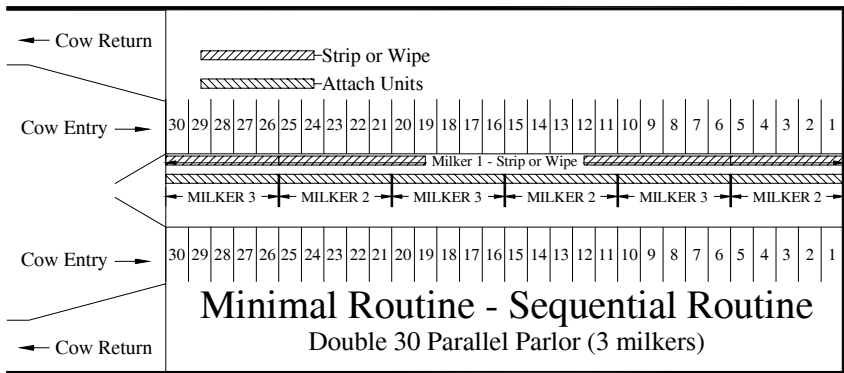 Cow Return
Strip or Wipe
Attach Units
Cow Entry
30 29 28 27 26 25 24 23 22 21 20 19 18 17 16 15 14 13 12 11 10 9 8 7 6 5 4 3 2 1
Milker 1 - Strip or Wipe
MILKER 3 MILKER 2 MILKER 3 MILKER 2 MILKER 3 MILKER 2
Cow Entry
30 29 28 27 26 25 24 23 22 21 20 19 18 17 16 15 14 13 12 11 10 9 8 7 6 5 4 3 2 1
Minimal Routine - Sequential Routine
Double 30 Parallel Parlor (3 milkers)
Cow Return